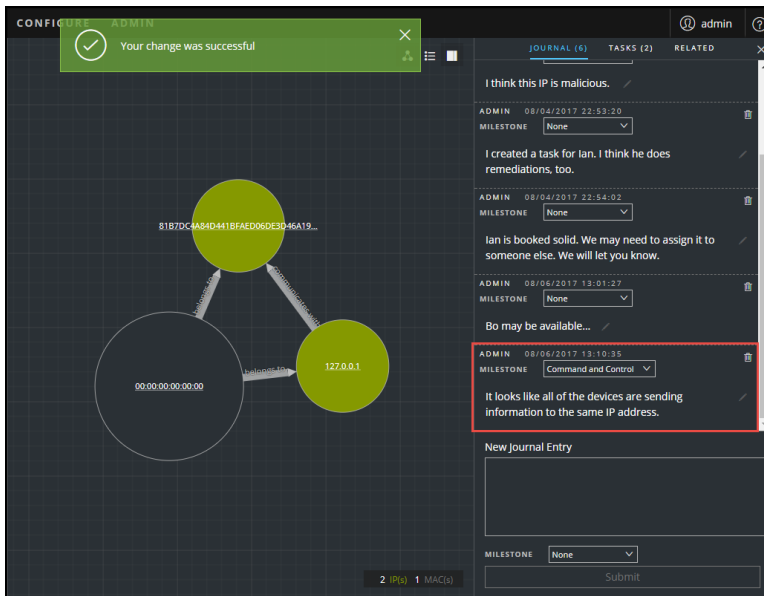 CONFIGURE ADMIN
admin
Your change was successful
JOURNAL (6) TASKS (2) RELATED
I think this IP is malicious.
ADMIN 08/04/2017 22:53:20
MILESTONE None
I created a task for Ian. I think he does
remediations, too.
ADMIN 08/04/2017 22:54:02
MILESTONE None
Ian is booked solid. We may need to assign it to
someone else. We will let you know.
ADMIN 08/06/2017 13:01:27
MILESTONE None
Bo may be available...
ADMIN 08/06/2017 13:10:35
MILESTONE Command and Control
It looks like all of the devices are sending
information to the same IP address.
New Journal Entry
MILESTONE None
Submit
81B7DC4A84D441BFAED06DE3D46A19...
belongs to
communicates with
belongs to
127.0.0.1
00:00:00:00:00:00
2 IP(s) 1 MAC(s)